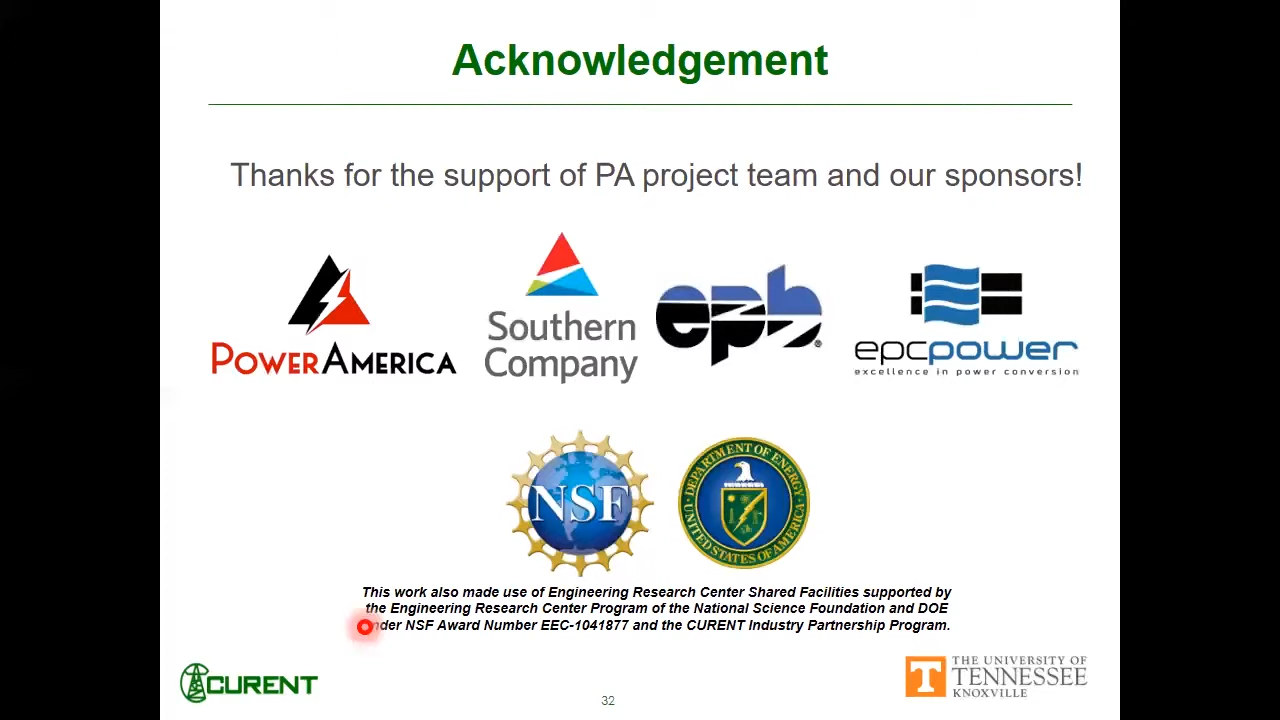 Acknowledgement
Thanks for the support of PA project team and our sponsors!
POWERAMERICA
Southern
Company
epb
®
epcpower
excellence in power conversion
NSF
DEPARTMENT OF ENERGY
UNITED STATES OF AMERICA
This work also made use of Engineering Research Center Shared Facilities supported by
the Engineering Research Center Program of the National Science Foundation and DOE
under NSF Award Number EEC-1041877 and the CURENT Industry Partnership Program.
CURENT
32
T
THE UNIVERSITY OF
TENNESSEE
KNOXVILLE